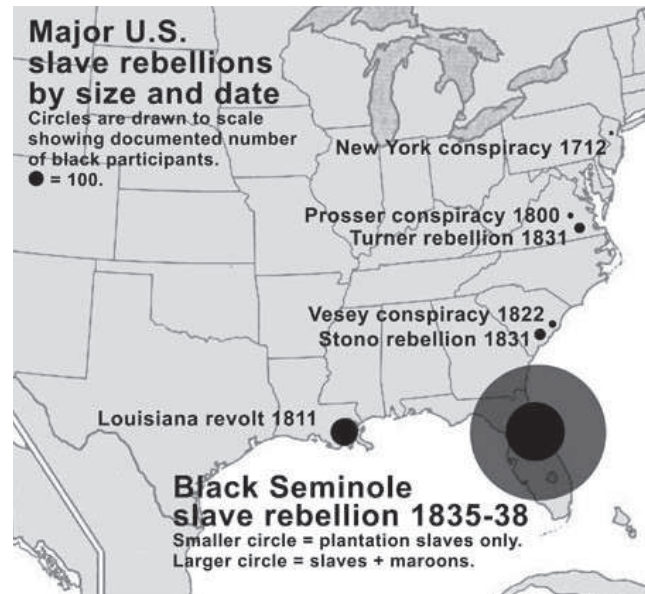 Major U.S.
slave rebellions
by size and date
Circles are drawn to scale
showing documented number
of black participants.
= 100.
New York conspiracy 1712
Prosser conspiracy 1800
Turner rebellion 1831
Vesey conspiracy 1822
Stono rebellion 1831
Louisiana revolt 1811
Black Seminole
slave rebellion 1835-38
Smaller circle = plantation slaves only.
Larger circle = slaves + maroons.